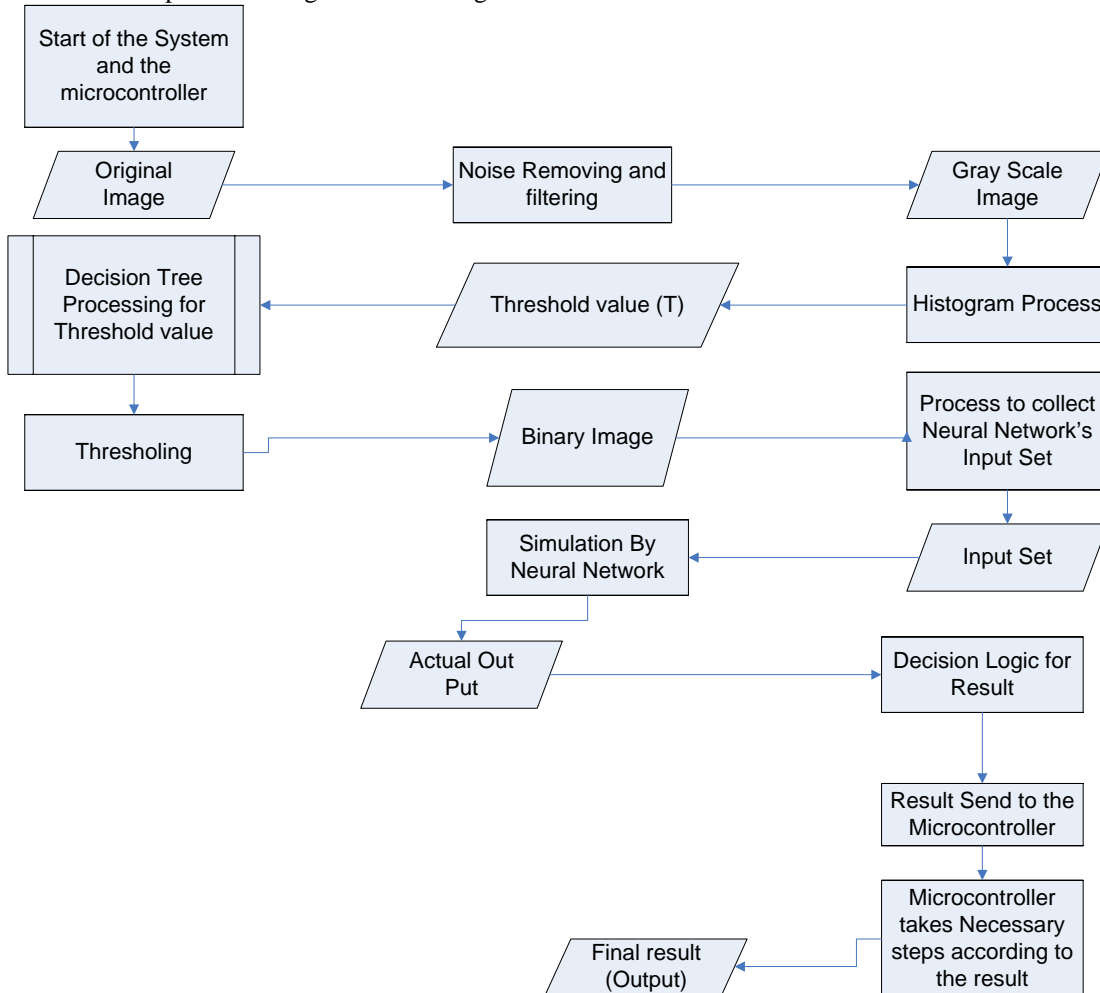 Start of the System
and the
microcontroller
Original
Image
Noise Removing and
filtering
Gray Scale
Image
Histogram Process
Threshold value (T)
Decision Tree
Processing for
Threshold value
Thresholing
Binary Image
Process to collect
Neural Network's
Input Set
Input Set
Simulation By
Neural Network
Actual Out
Put
Decision Logic for
Result
Result Send to the
Microcontroller
Microcontroller
takes Necessary
steps according to
the result
Final result
(Output)